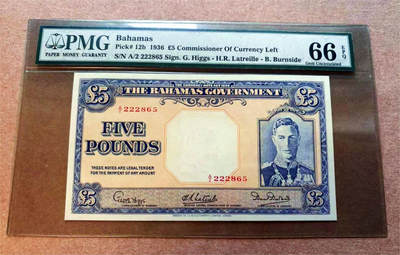 PMG
PAPER MONEY GUARANTY
Bahamas
Pick# 12b 1936 £5 Commissioner Of Currency Left
S/N A/2 222865 Sign. G. Higgs - H.R. Latreille - B. Burnside
66 EPQ
Gem Uncirculated
£5
THE BAHAMAS GOVERNMENT
£5
A/2 222865
FIVE
POUNDS
THESE NOTES ARE LEGAL TENDER
FOR THE PAYMENT OF ANY AMOUNT
A/2 222865
£5
£5